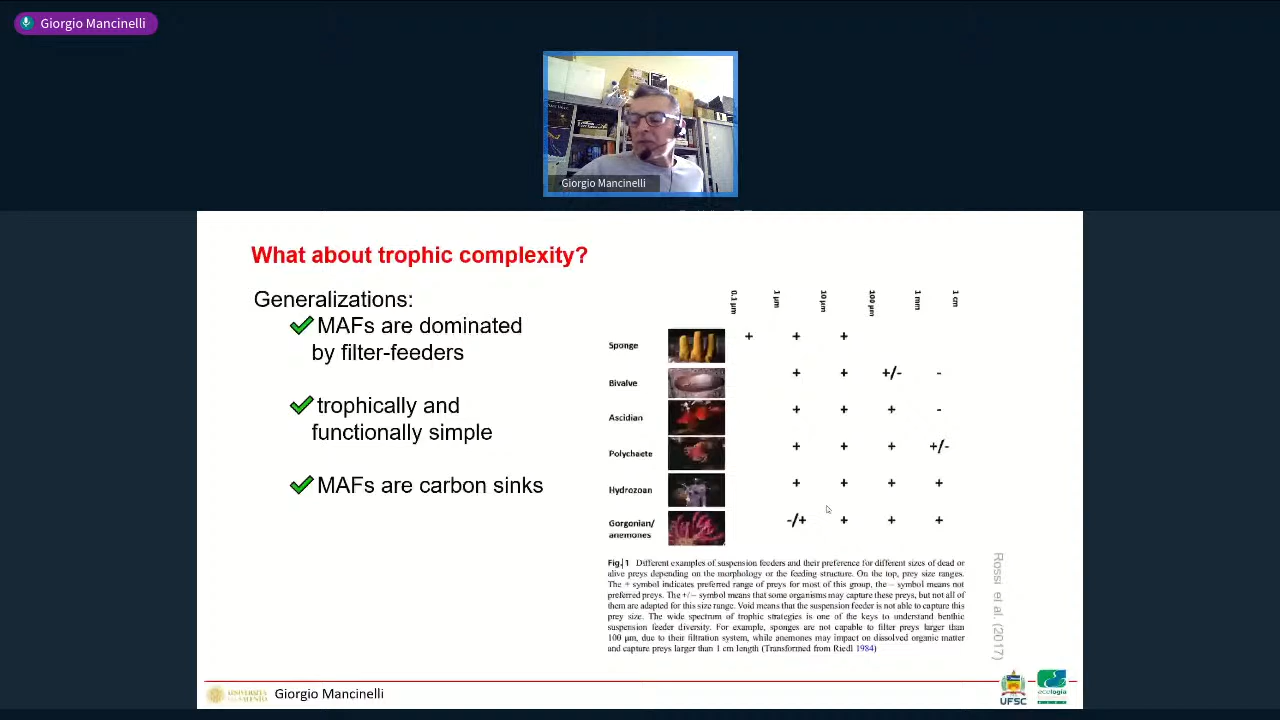 Giorgio Mancinelli
Giorgio Mancinelli
What about trophic complexity?
Generalizations:
MAFs are dominated
by filter-feeders
trophically and
functionally simple
MAFs are carbon sinks
0.1 µm
1 µm
10 µm
100 µm
1 mm
1 cm
Sponge + + +
Bivalve + + +/- -
Ascidian + + + -
Polychaete + + + +/-
Hydrozoan + + + +
Gorgonian/
anemones -/+ + + +
Fig. 1 Different examples of suspension feeders and their preference for different sizes of dead or
alive preys depending on the morphology or the feeding structure. On the top, prey size ranges.
The + symbol indicates preferred range of preys for most of this group, the − symbol means not
preferred preys. The +/− symbol means that some organisms may capture these preys, but not all of
them are adapted for this size range. Void means that the suspension feeder is not able to capture this
prey size. The wide spectrum of trophic strategies is one of the keys to understand benthic
suspension feeder diversity. For example, sponges are not capable to filter preys larger than
100 µm, due to their filtration system, while anemones may impact on dissolved organic matter
and capture preys larger than 1 cm length (Transformed from Riedl 1984)
Rossi et al. (2017)
Giorgio Mancinelli
UFSC
ecologia